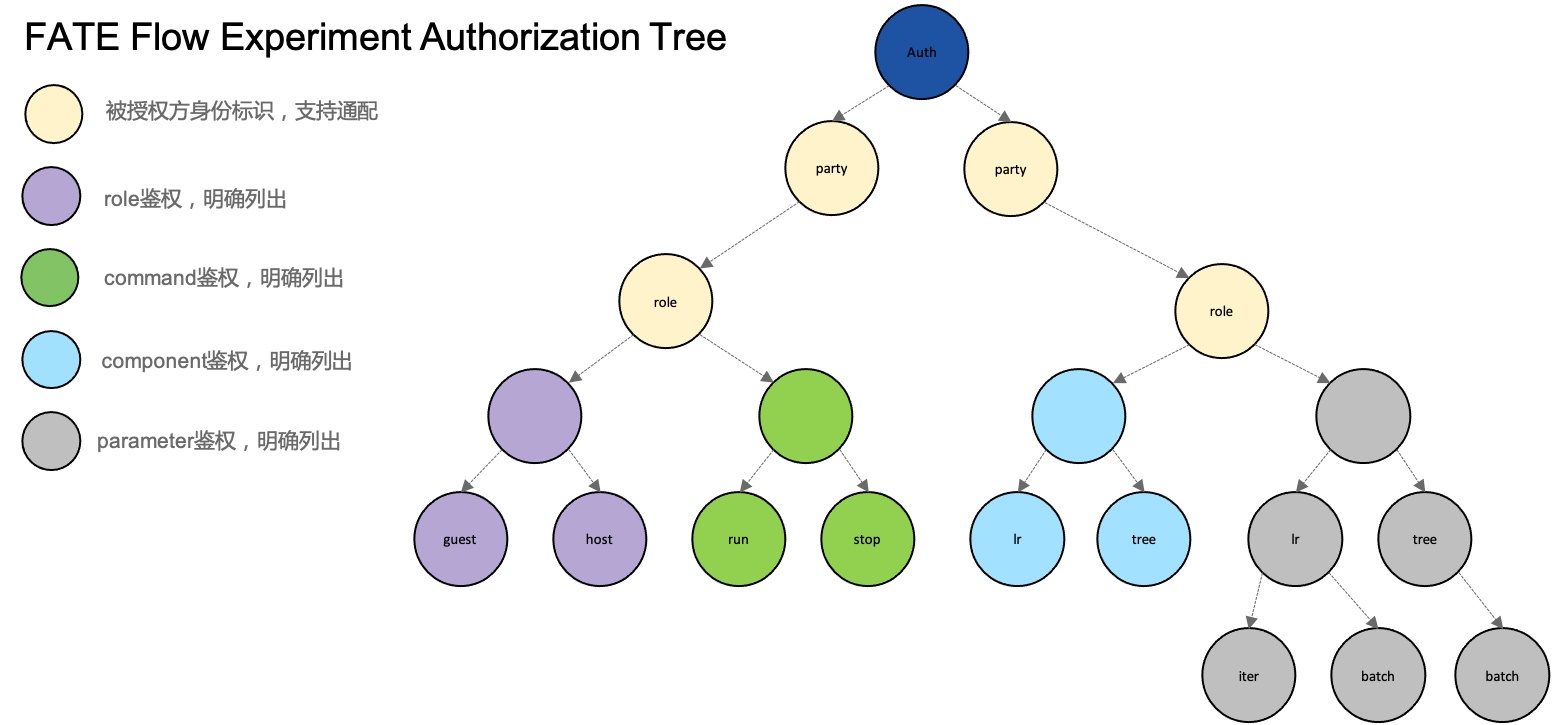 FATE Flow Experiment Authorization Tree
被授权方身份标识，支持通配
role鉴权，明确列出
command鉴权，明确列出
component鉴权，明确列出
parameter鉴权，明确列出
Auth
party
party
role
role
guest
host
run
stop
lr
tree
lr
tree
iter
batch
batch